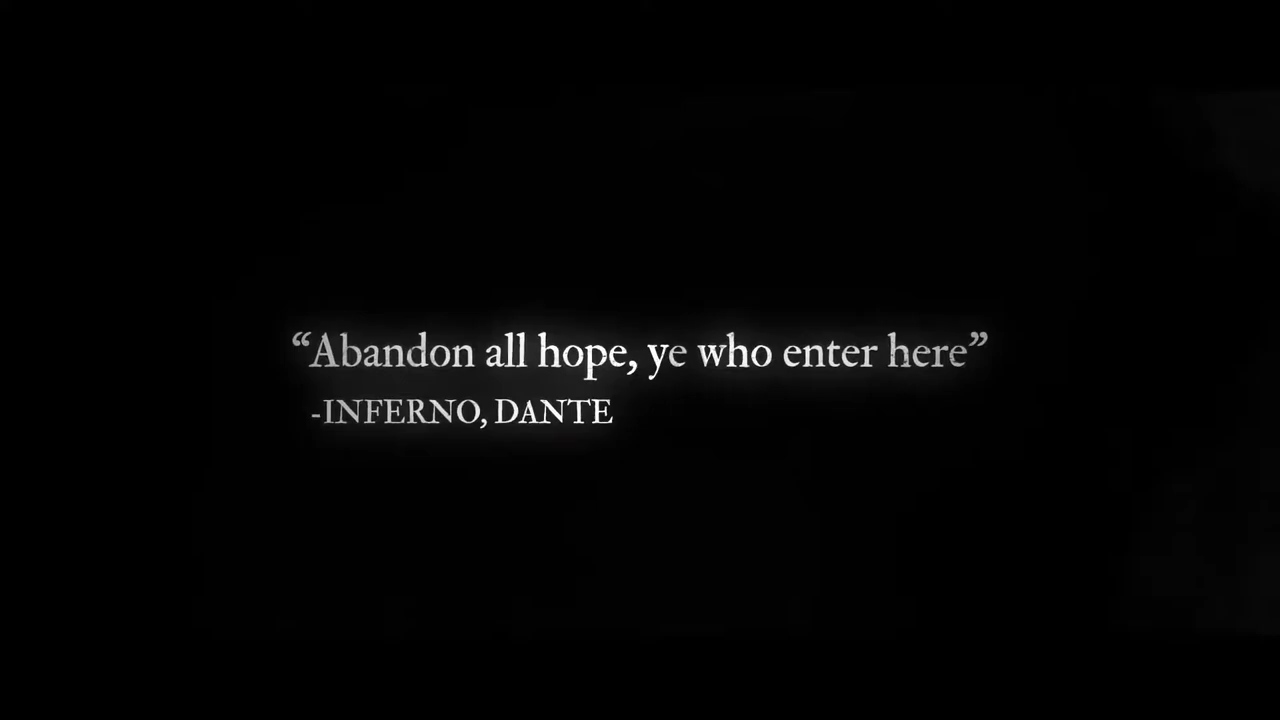 “Abandon all hope, ye who enter here”
-INFERNO, DANTE